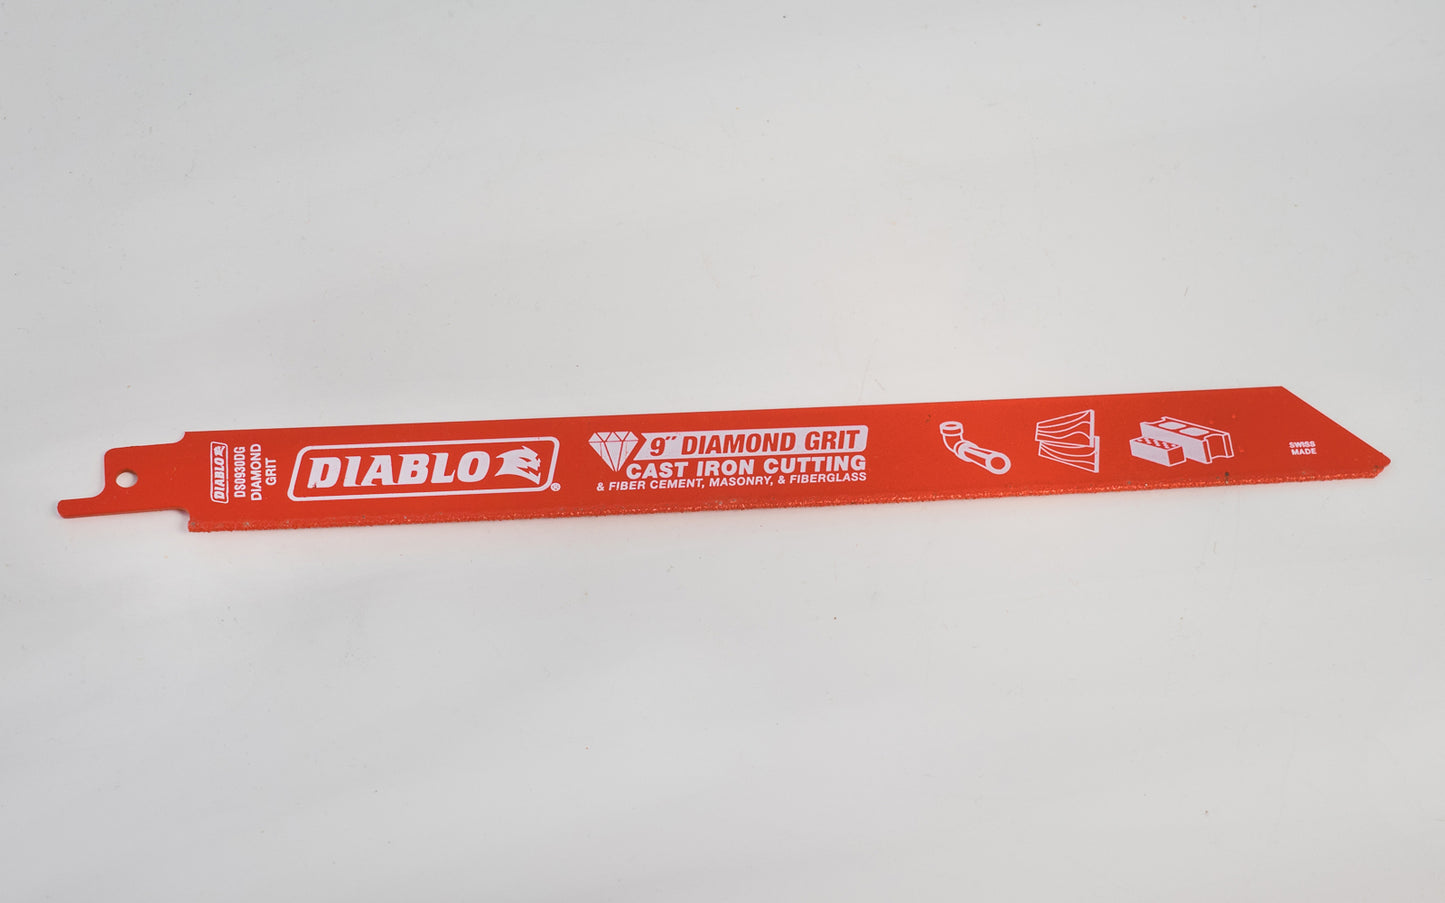 DIABLO
DS0930DG
DIAMOND
GRIT
DIABLO
®
9" DIAMOND GRIT
CAST IRON CUTTING
& FIBER CEMENT, MASONRY, & FIBERGLASS
SWISS
MADE